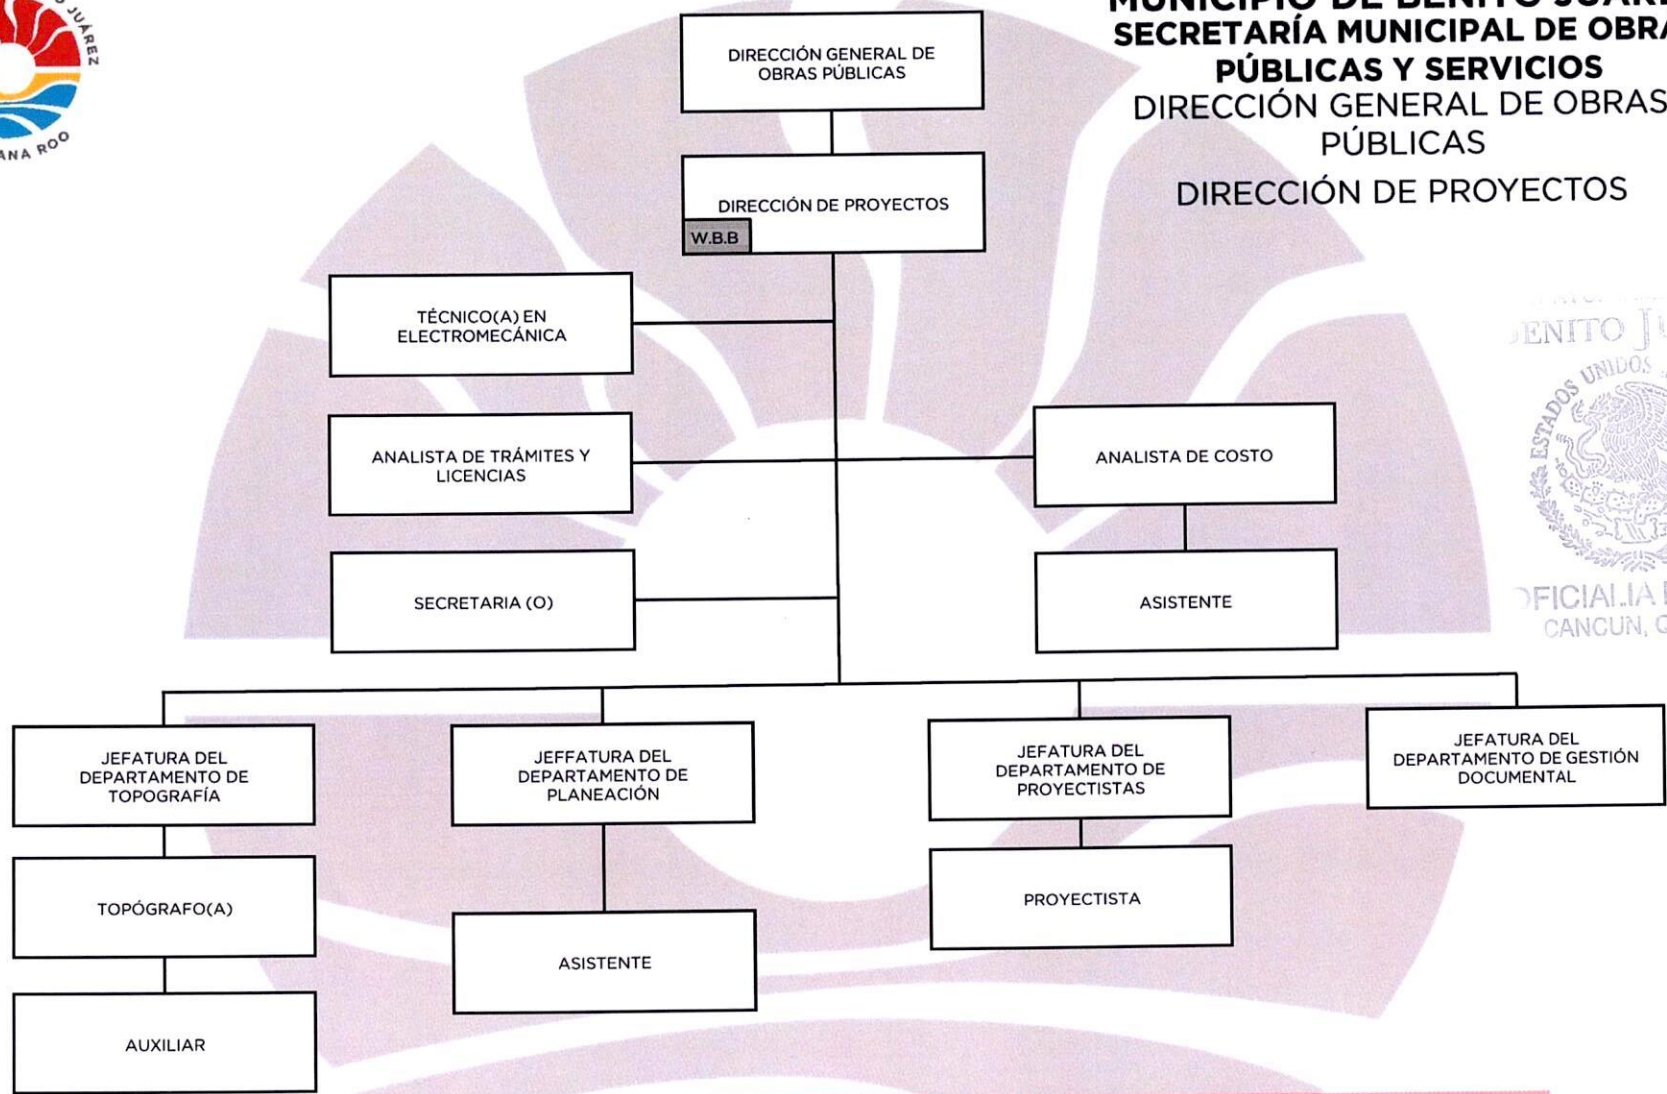 JUÁREZ
ANA ROO
MUNICIPIO DE BENITO
SECRETARÍA MUNICIPAL DE
PÚBLICAS Y SERVICIOS
DIRECCIÓN GENERAL DE OBRAS
PÚBLICAS
DIRECCIÓN DE PROYECTOS
DIRECCIÓN GENERAL DE
OBRAS PÚBLICAS
DIRECCIÓN DE PROYECTOS
W.B.B
TÉCNICO(A) EN
ELECTROMECÁNICA
ANALISTA DE TRÁMITES Y
LICENCIAS
ANALISTA DE COSTO
SECRETARIA (O)
ASISTENTE
ESTADOS UNIDOS
CANCUN,
JEFATURA DEL
DEPARTAMENTO DE
TOPOGRAFÍA
JEFFATURA DEL
DEPARTAMENTO DE
PLANEACIÓN
JEFATURA DEL
DEPARTAMENTO DE
PROYECTISTAS
JEFATURA DEL
DEPARTAMENTO DE GESTIÓN
DOCUMENTAL
TOPÓGRAFO(A)
ASISTENTE
PROYECTISTA
AUXILIAR